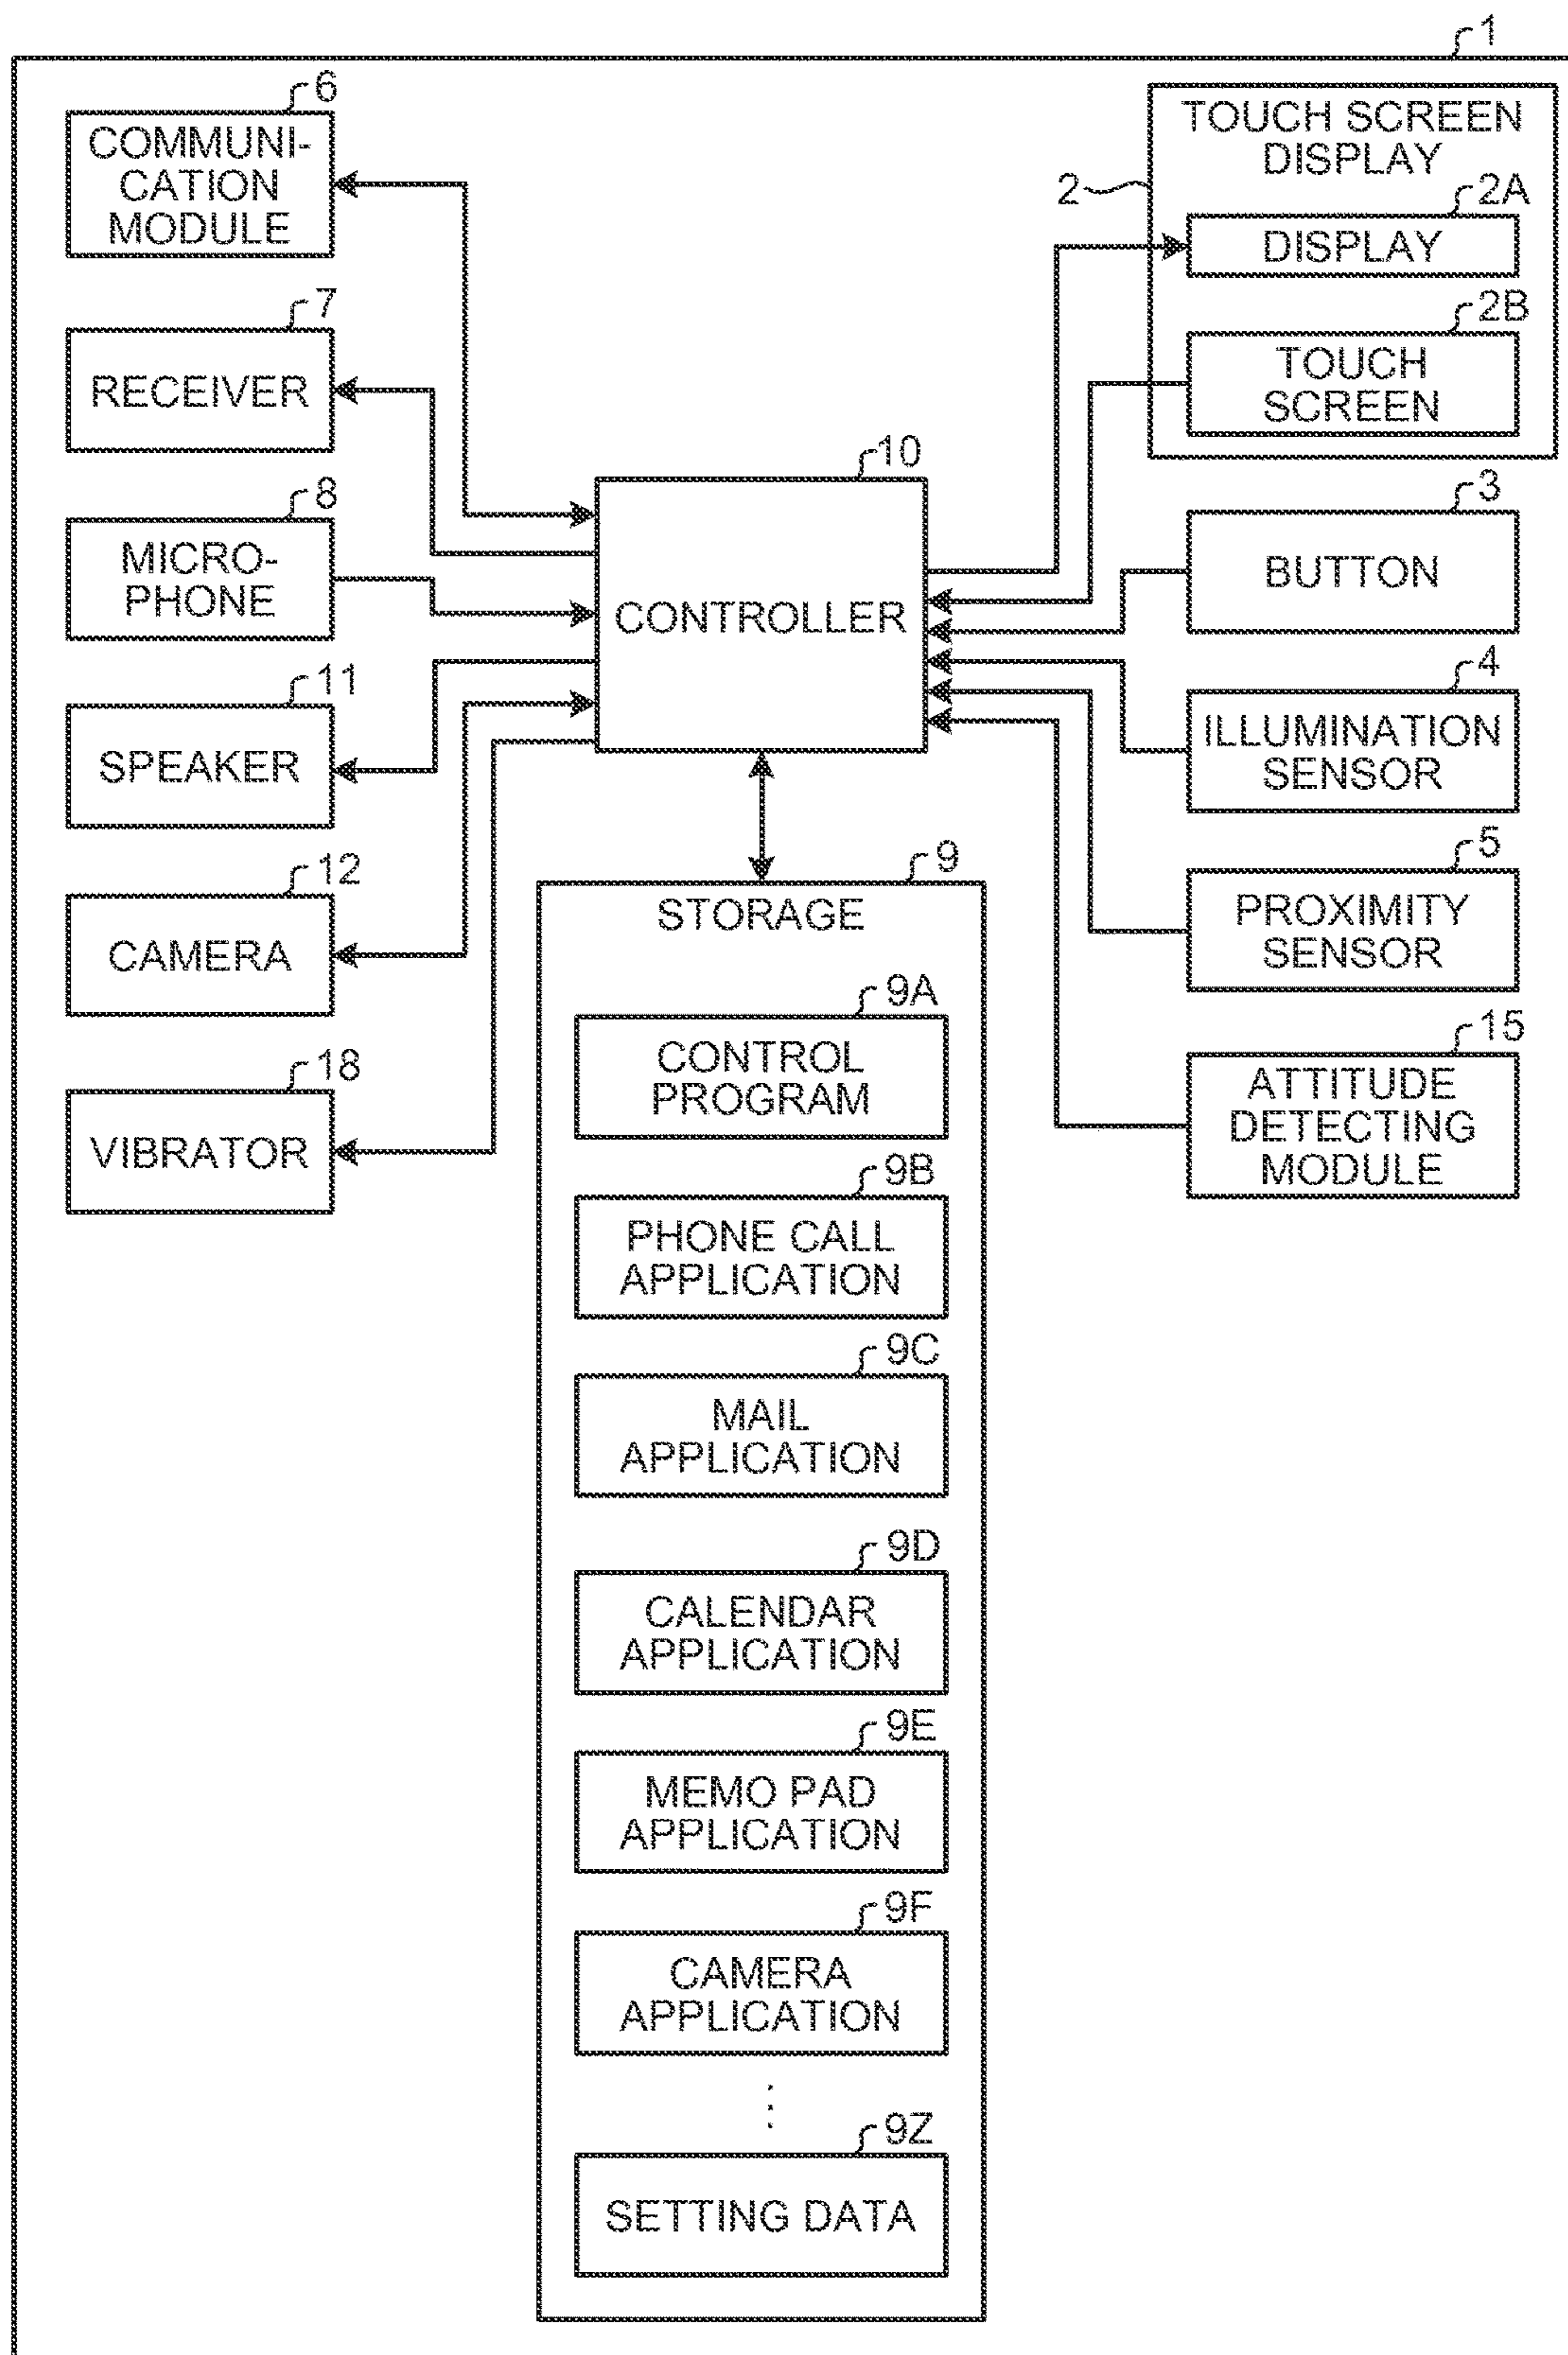 1
6
COMMUNI-
CATION
MODULE
7
RECEIVER
8
MICRO-
PHONE
11
SPEAKER
12
CAMERA
18
VIBRATOR
10
CONTROLLER
TOUCH SCREEN
DISPLAY
2
2A
DISPLAY
2B
TOUCH
SCREEN
3
BUTTON
4
ILLUMINATION
SENSOR
5
PROXIMITY
SENSOR
15
ATTITUDE
DETECTING
MODULE
9
STORAGE
9A
CONTROL
PROGRAM
9B
PHONE CALL
APPLICATION
9C
MAIL
APPLICATION
9D
CALENDAR
APPLICATION
9E
MEMO PAD
APPLICATION
9F
CAMERA
APPLICATION
9Z
SETTING DATA